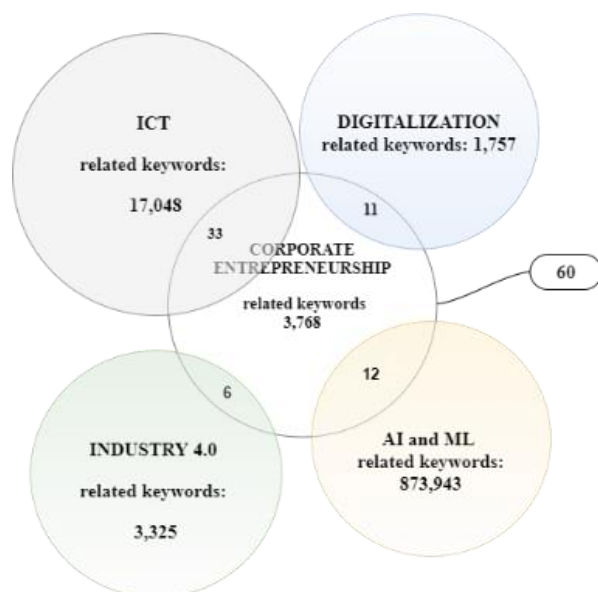 ICT
related keywords:
17,048
DIGITALIZATION
related keywords: 1,757
33
11
CORPORATE
ENTREPRENEURSHIP
related keywords
3,768
60
6
12
INDUSTRY 4.0
related keywords:
3,325
AI and ML
related keywords:
873,943